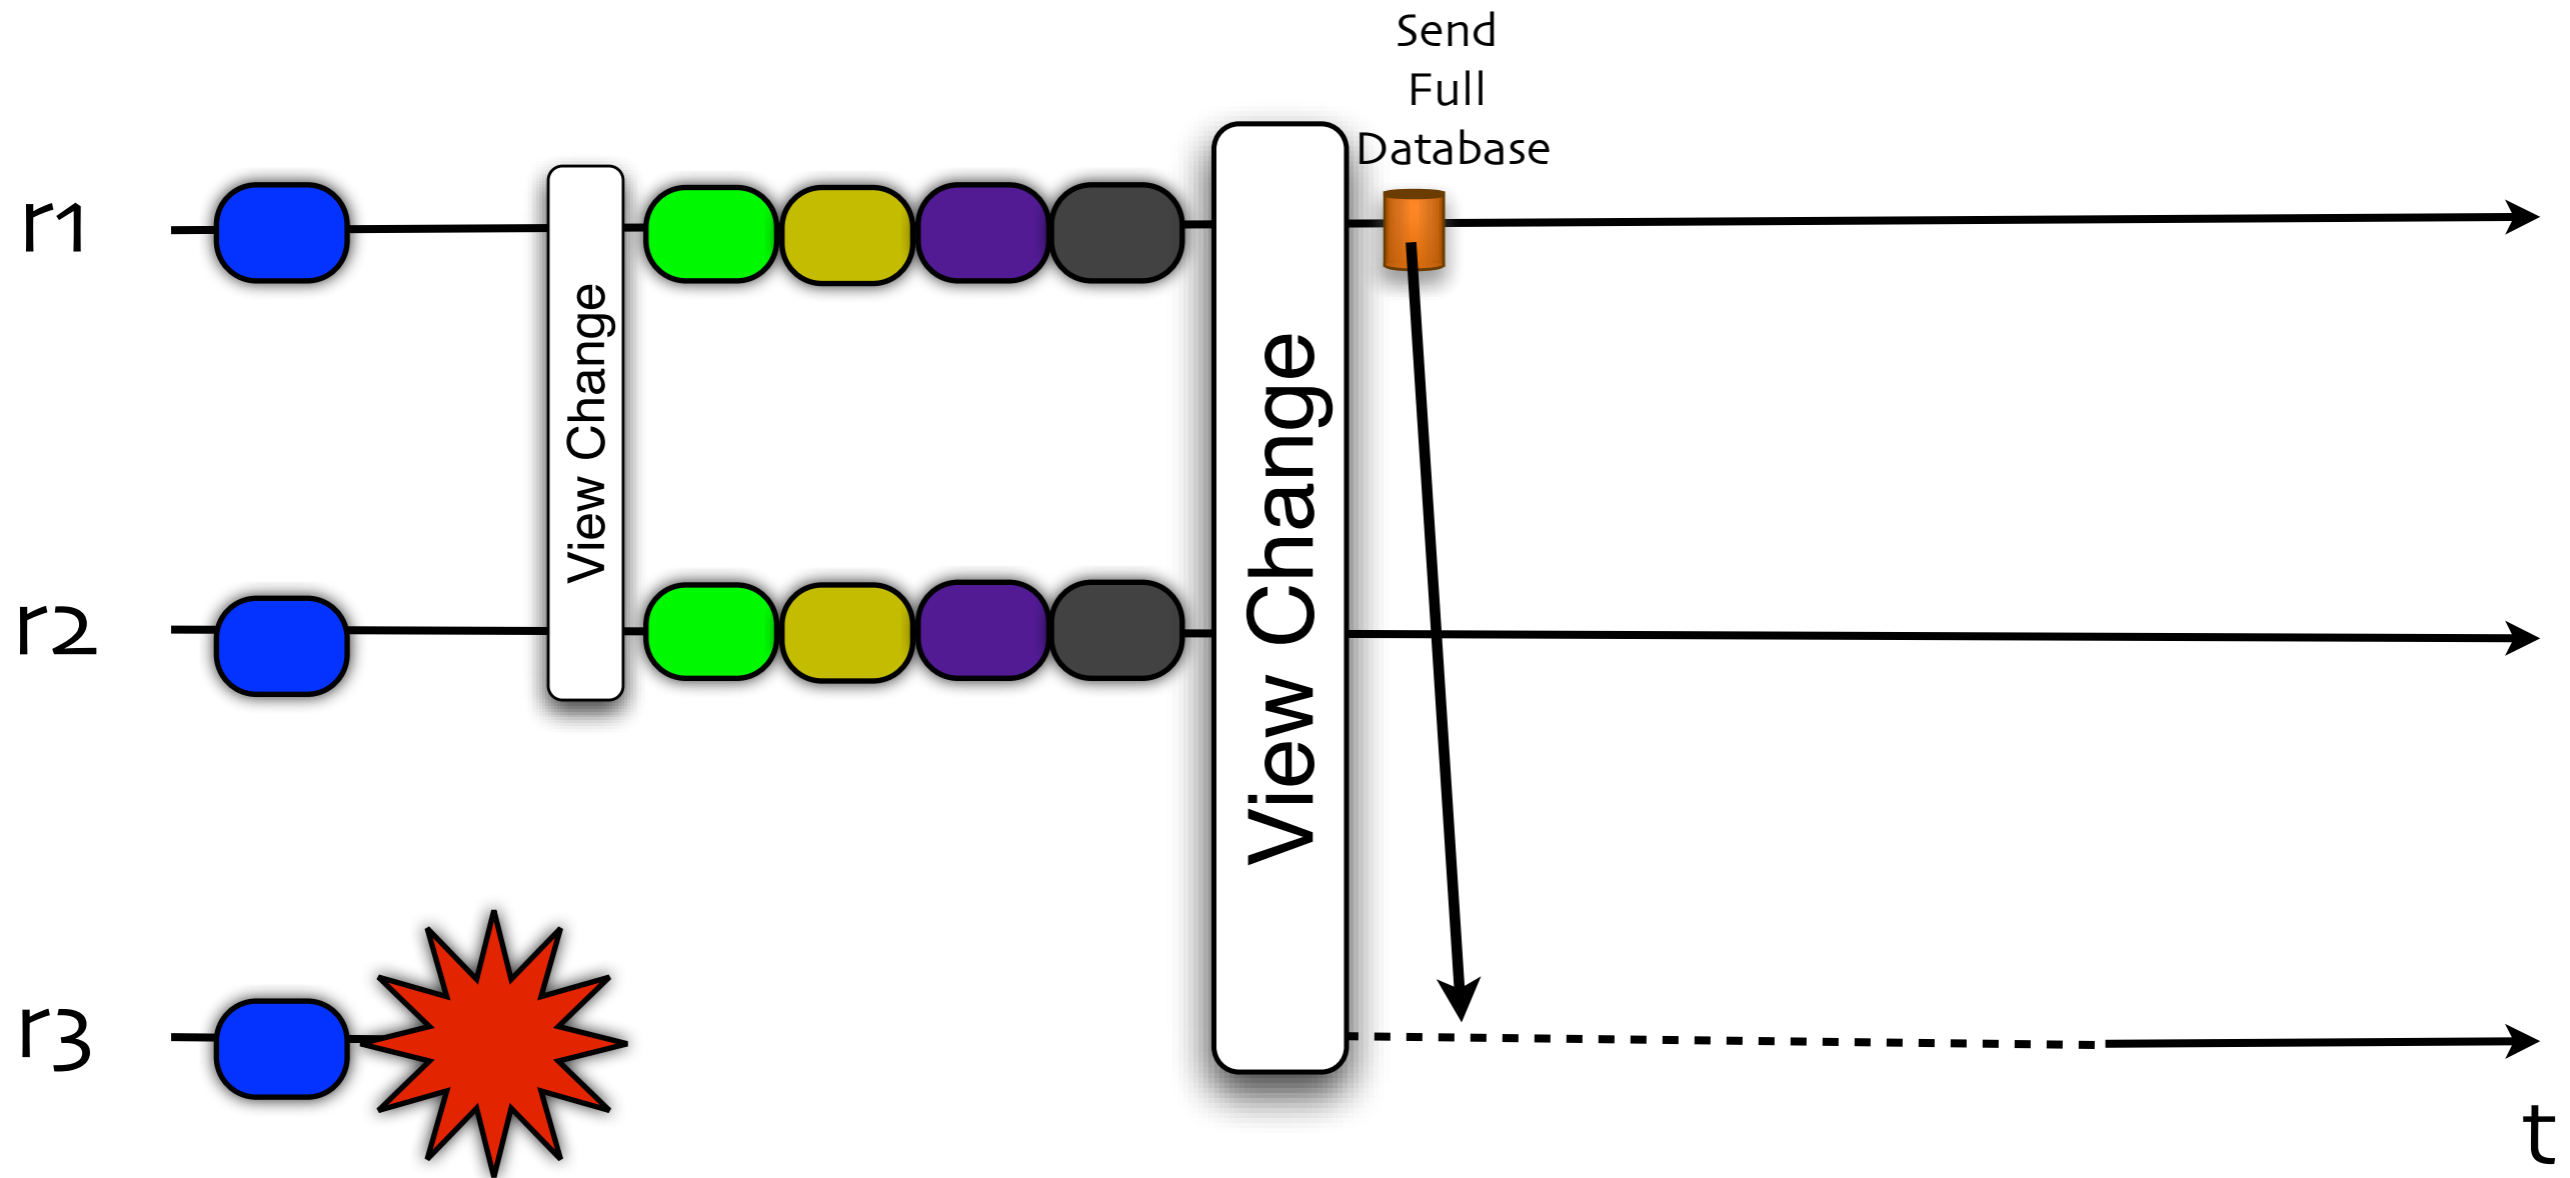 Send
Full
Database
r1
View Change
View Change
r2
r3
t